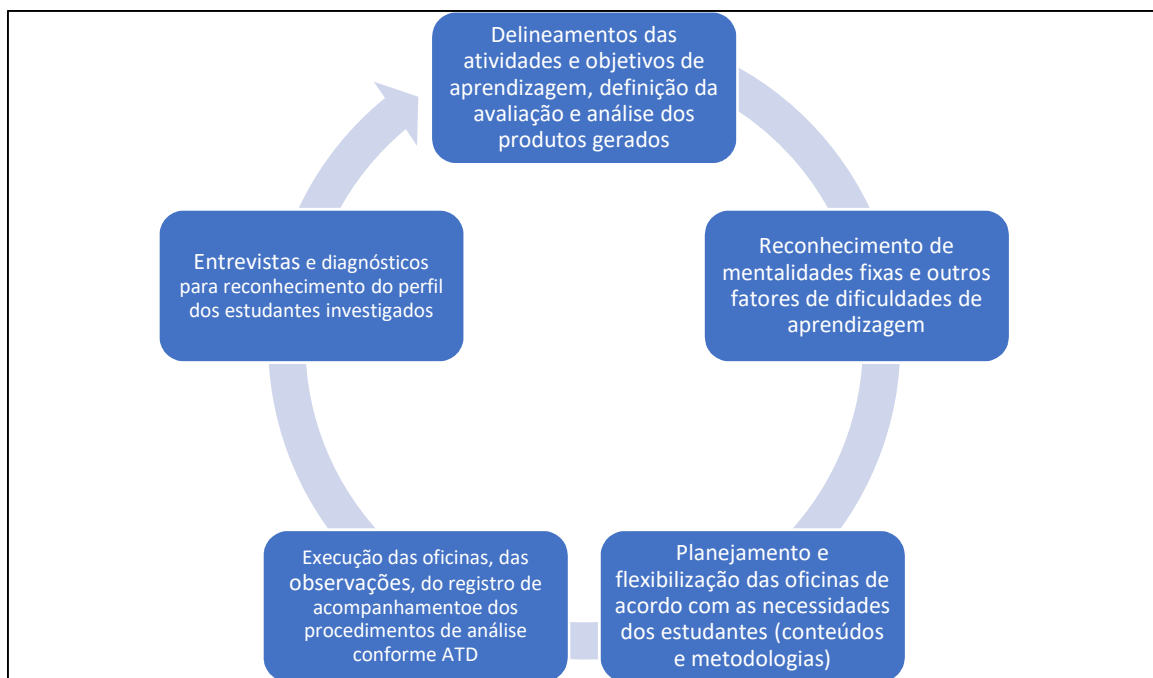 Delineamentos das
atividades e objetivos de
aprendizagem, definição da
avaliação e análise dos
produtos gerados
Reconhecimento de
mentalidades fixas e outros
fatores de dificuldades de
aprendizagem
Planejamento e
flexibilização das oficinas de
acordo com as necessidades
dos estudantes (conteúdos
e metodologias)
Execução das oficinas, das
observações, do registro de
acompanhamentoe dos
procedimentos de análise
conforme ATD
Entrevistas e diagnósticos
para reconhecimento do perfil
dos estudantes investigados